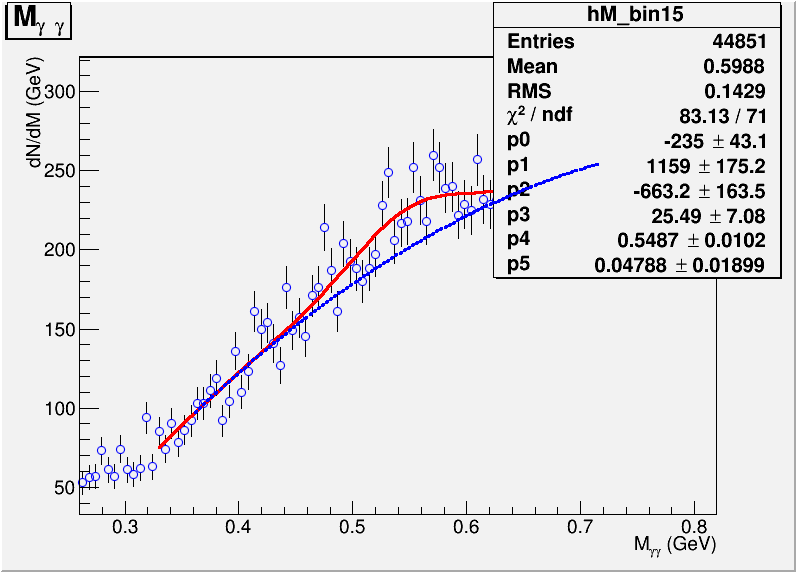 M γ γ
hM_bin15
Entries 44851
Mean 0.5988
RMS 0.1429
χ² / ndf 83.13 / 71
p0 -235 ± 43.1
p1 1159 ± 175.2
p2 -663.2 ± 163.5
p3 25.49 ± 7.08
p4 0.5487 ± 0.0102
p5 0.04788 ± 0.01899
dN/dM (GeV)
300
250
200
150
100
50
0.3 0.4 0.5 0.6 0.7 0.8
M γγ (GeV)